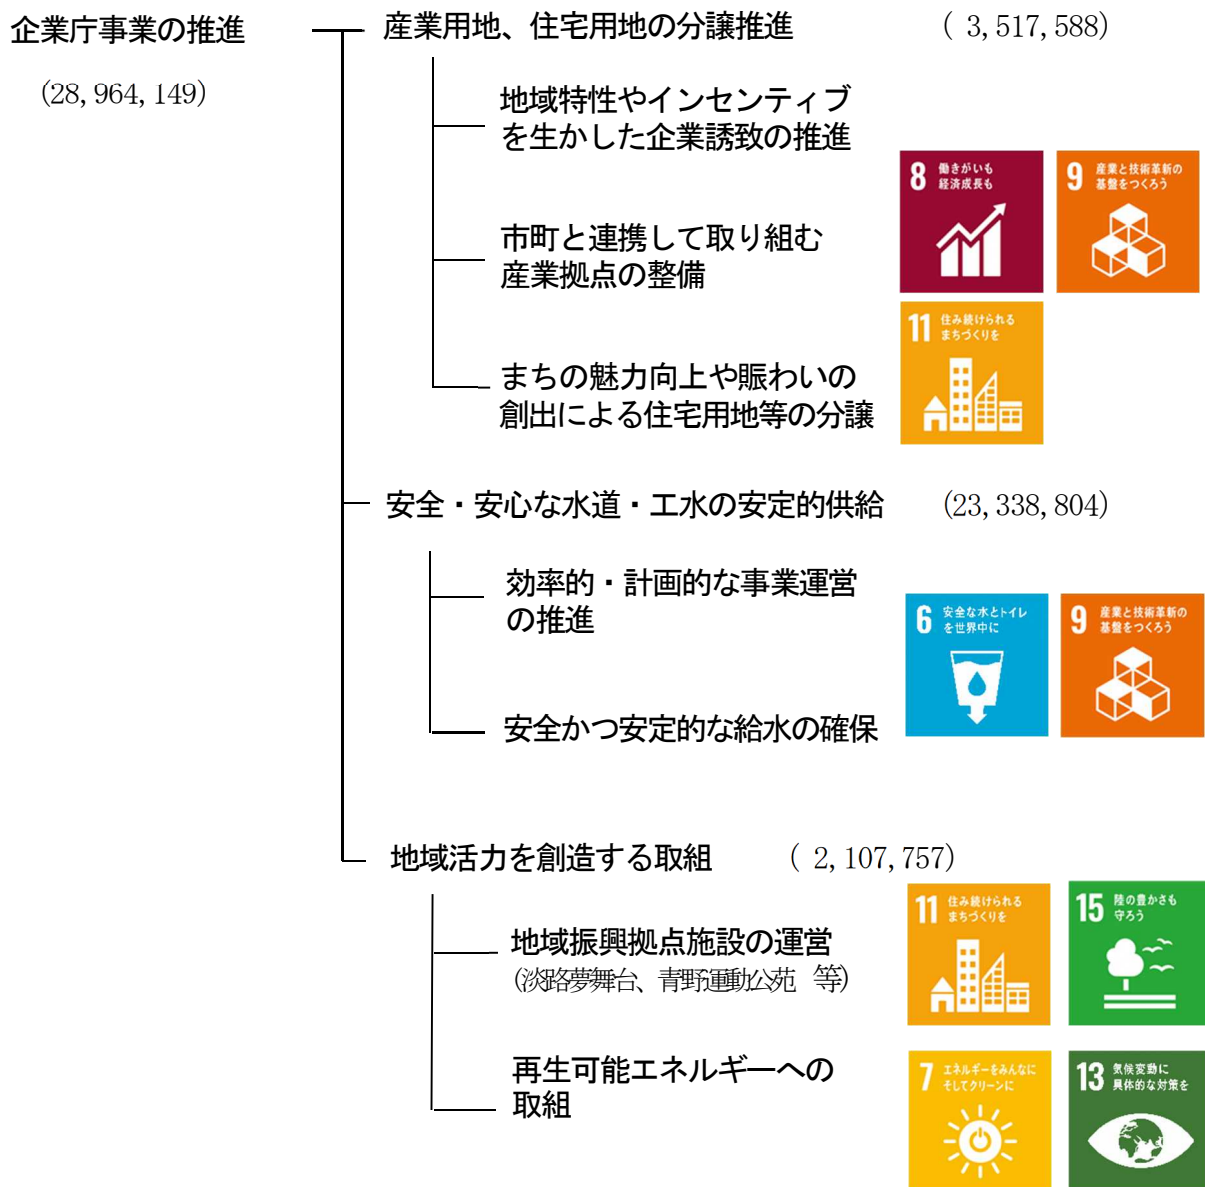 企業庁事業の推進
(28,964,149)
産業用地、住宅用地の分譲推進 ( 3,517,588)
地域特性やインセンティブ
を生かした企業誘致の推進
市町と連携して取り組む
産業拠点の整備
まちの魅力向上や賑わいの
創出による住宅用地等の分譲
8 働きがいも
経済成長も
9 産業と技術革新の
基盤をつくろう
11 住み続けられる
まちづくりを
安全・安心な水道・工水の安定的供給 (23,338,804)
効率的・計画的な事業運営
の推進
安全かつ安定的な給水の確保
6 安全な水とトイレ
を世界中に
9 産業と技術革新の
基盤をつくろう
地域活力を創造する取組 ( 2,107,757)
地域振興拠点施設の運営
(淡路夢舞台、青野運動公苑 等)
再生可能エネルギーへの
取組
11 住み続けられる
まちづくりを
15 陸の豊かさも
守ろう
7 エネルギーをみんなに
そしてクリーンに
13 気候変動に
具体的な対策を